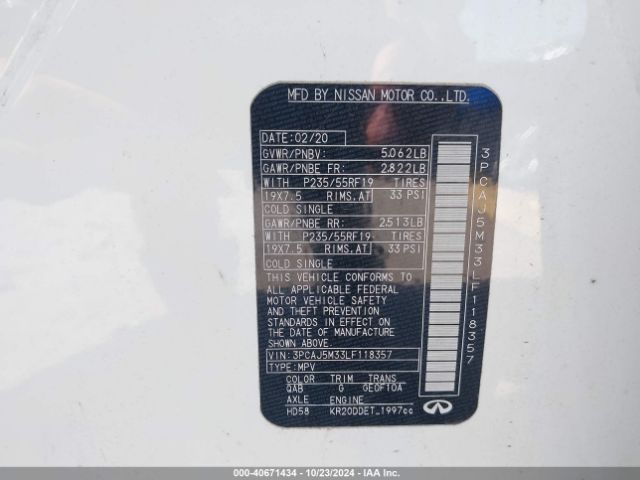 MFD BY NISSAN MOTOR CO.,LTD.
DATE: 02/20
GVWR/PNBV: 5.062LB
GAWR/PNBE FR: 2.822LB
WITH P235/55RF19 TIRES
19X7.5 RIMS.AT 33 PSI
COLD SINGLE
GAWR/PNBE RR: 2.513LB
WITH P235/55RF19 TIRES
19X7.5 RIMS.AT 33 PSI
COLD SINGLE
THIS VEHICLE CONFORMS TO
ALL APPLICABLE FEDERAL
MOTOR VEHICLE SAFETY
AND THEFT PREVENTION
STANDARDS IN EFFECT ON
THE DATE OF MANUFACTURE
SHOWN ABOVE.
VIN: 3PCAJ5M33LF118357
TYPE: MPV
COLOR TRIM TRANS
QAB G GE0F10A
AXLE ENGINE
HD58 KR20DDET_1997cc
3PCAJ5M33LF118357
INFINITI
000-40671434 | 10/23/2024 | IAA Inc.